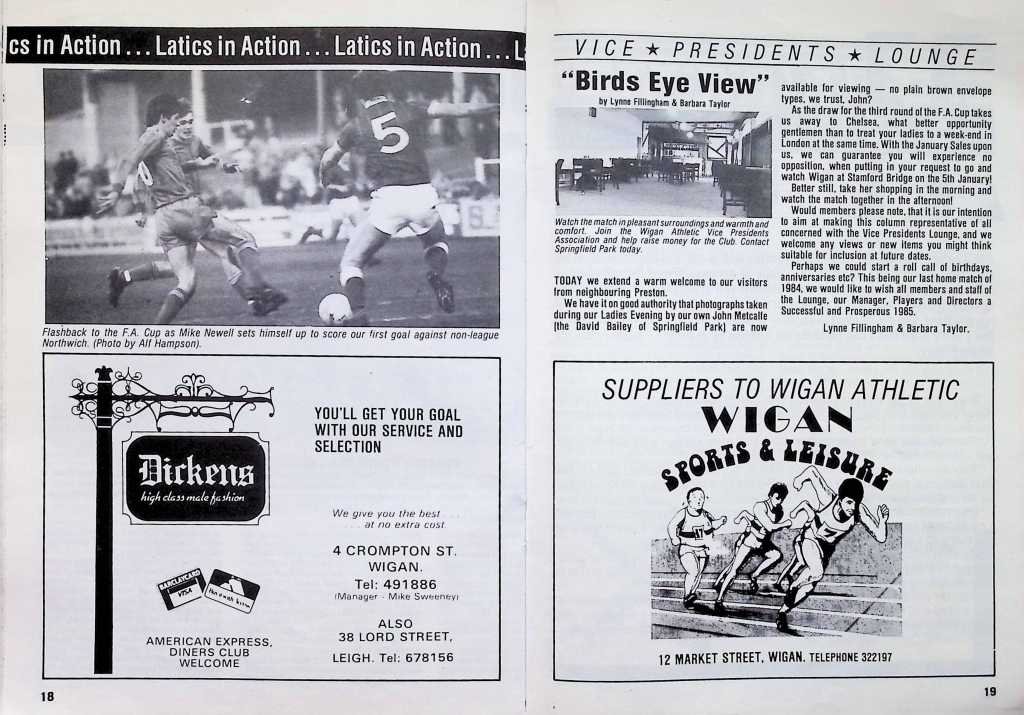 cs in Action ... Latics in Action ... Latics in Action ... L
5
Flashback to the F.A. Cup as Mike Newell sets himself up to score our first goal against non-league
Northwich. (Photo by Alf Hampson).
Dickens
high class male fashion
YOU'LL GET YOUR GOAL
WITH OUR SERVICE AND
SELECTION
We give you the best ...
... at no extra cost.
4 CROMPTON ST.
WIGAN.
Tel: 491886
(Manager - Mike Sweeney)
ALSO
38 LORD STREET,
LEIGH. Tel: 678156
BARCLAYCARD
VISA
AMERICAN EXPRESS,
DINERS CLUB
WELCOME
18
VICE ★ PRESIDENTS ★ LOUNGE
"Birds Eye View"
by Lynne Fillingham & Barbara Taylor
Watch the match in pleasant surroundings and warmth and
comfort. Join the Wigan Athletic Vice Presidents
Association and help raise money for the Club. Contact
Springfield Park today.
TODAY we extend a warm welcome to our visitors
from neighbouring Preston.
We have it on good authority that photographs taken
during our Ladies Evening by our own John Metcalfe
(the David Bailey of Springfield Park) are now
available for viewing — no plain brown envelope
types, we trust, John?
As the draw for the third round of the F.A. Cup takes
us away to Chelsea, what better opportunity
gentlemen than to treat your ladies to a week-end in
London at the same time. With the January Sales upon
us, we can guarantee you will experience no
opposition, when putting in your request to go and
watch Wigan at Stamford Bridge on the 5th January!
Better still, take her shopping in the morning and
watch the match together in the afternoon!
Would members please note, that it is our intention
to aim at making this column representative of all
concerned with the Vice Presidents Lounge, and we
welcome any views or new items you might think
suitable for inclusion at future dates.
Perhaps we could start a roll call of birthdays,
anniversaries etc? This being our last home match of
1984, we would like to wish all members and staff of
the Lounge, our Manager, Players and Directors a
Successful and Prosperous 1985.
Lynne Fillingham & Barbara Taylor.
SUPPLIERS TO WIGAN ATHLETIC
WIGAN
SPORTS & LEISURE
12 MARKET STREET, WIGAN. TELEPHONE 322197
19